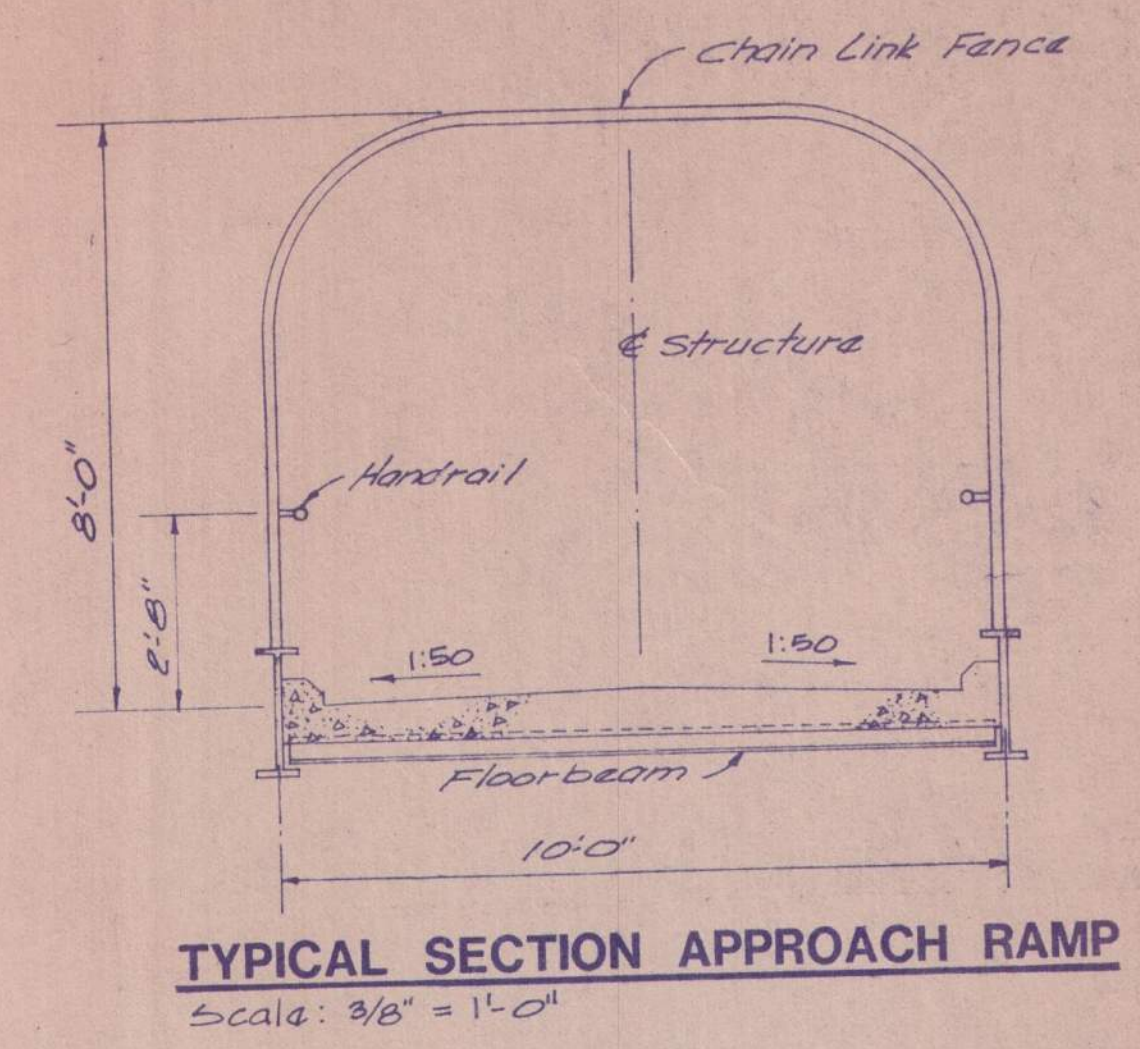 Chain Link Fence
℄ Structure
Handrail
8'-0"
2'-8"
1:50
1:50
Floorbeam
10'-0"
TYPICAL SECTION APPROACH RAMP
Scale: 3/8" = 1'-0"